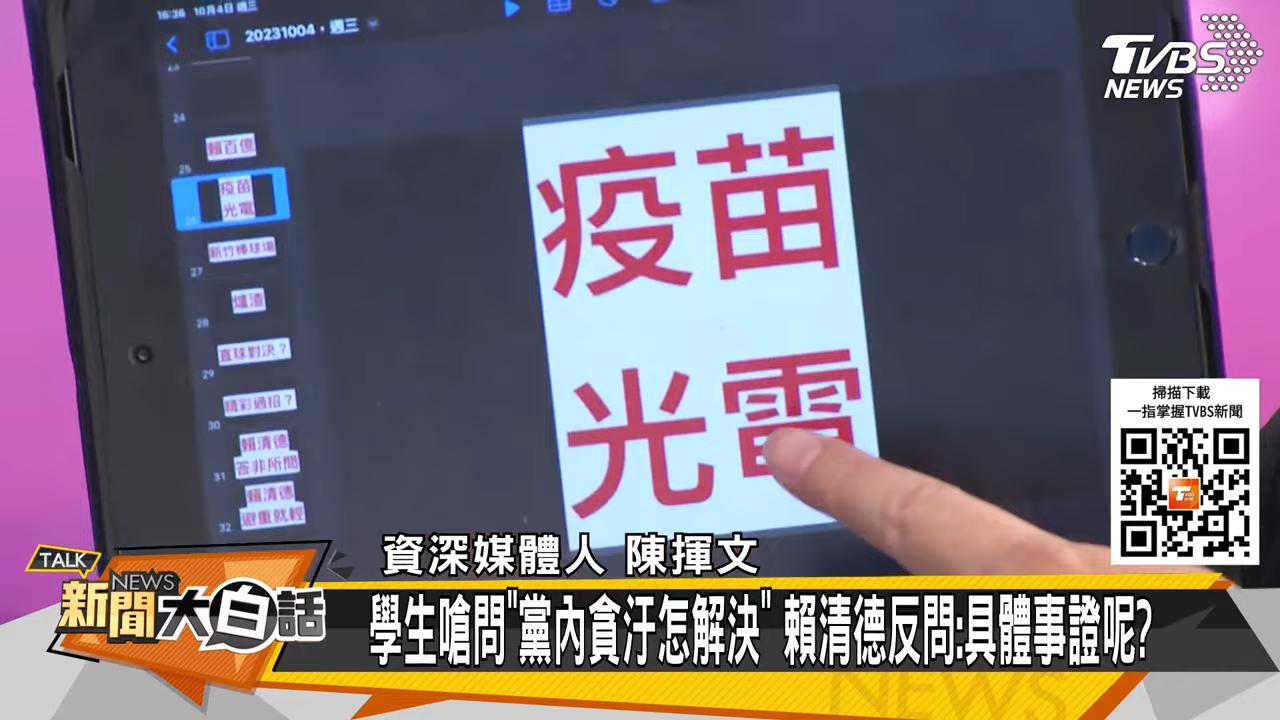 16:36 10月4日 週三
20231004，週三
TVBS
NEWS
24
賴百億
25
疫苗
光電
26
新竹棒球場
27
爐渣
28
直球對決？
29
精彩過招？
30
賴清德
答非所問
31
賴清德
避重就輕
32
疫苗
光電
掃描下載
一指掌握TVBS新聞
資深媒體人 陳揮文
TALK
NEWS
新聞大白話
學生嗆問"黨內貪汙怎解決" 賴清德反問:具體事證呢?
NEWS